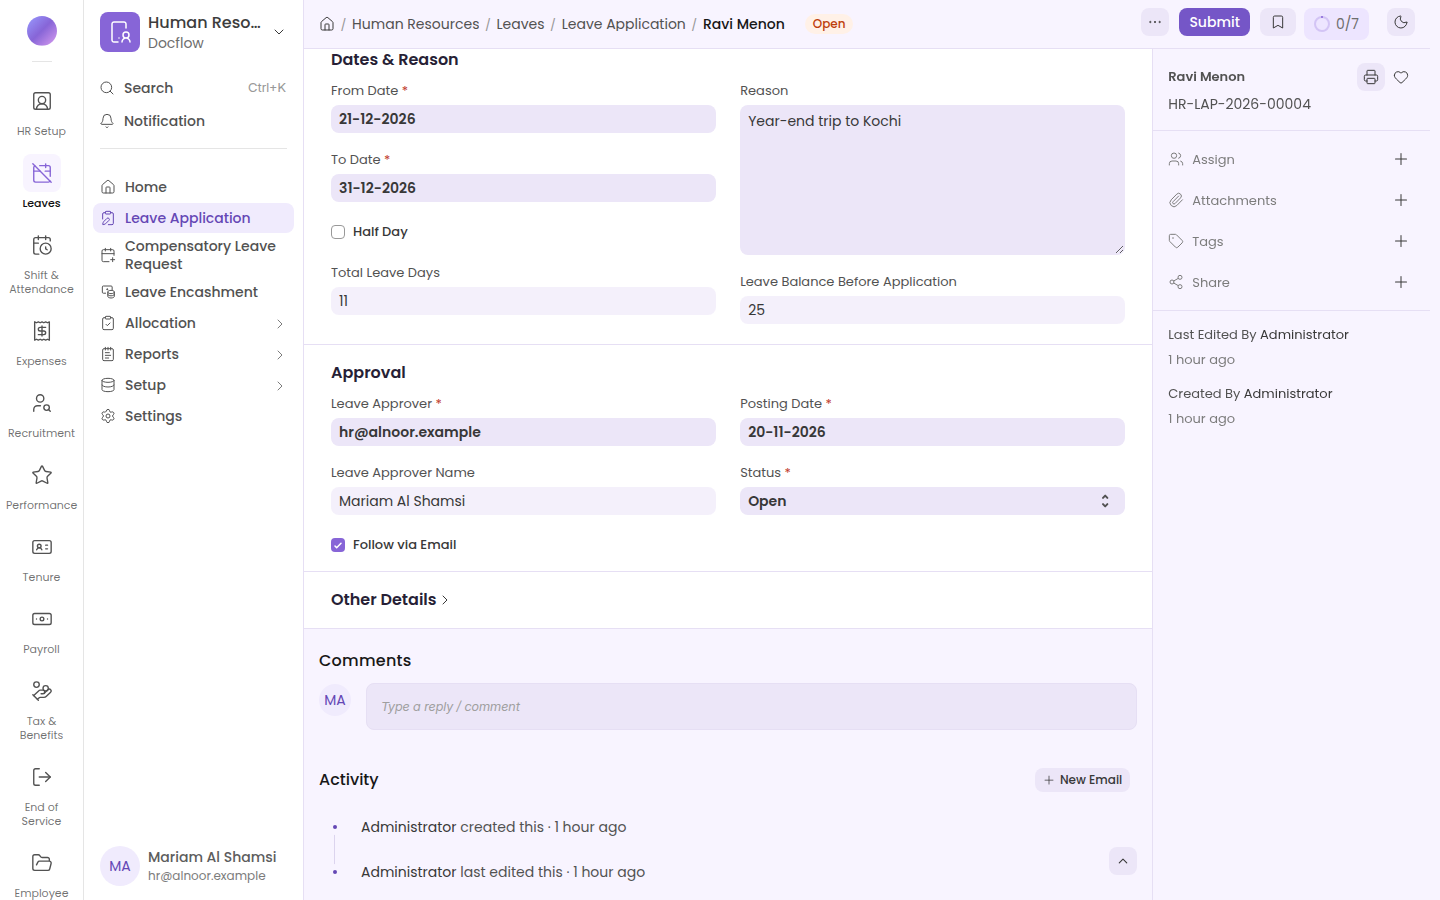 HR Setup
Leaves
Shift &
Attendance
Expenses
Recruitment
Performance
Tenure
Payroll
Tax &
Benefits
End of
Service
Employee
Human Reso...
Docflow
Search Ctrl+K
Notification
Home
Leave Application
Compensatory Leave
Request
Leave Encashment
Allocation
Reports
Setup
Settings
MA
Mariam Al Shamsi
hr@alnoor.example
/ Human Resources / Leaves / Leave Application / Ravi Menon Open
... Submit 0/7
Dates & Reason
From Date *
21-12-2026
To Date *
31-12-2026
Half Day
Total Leave Days
11
Reason
Year-end trip to Kochi
Leave Balance Before Application
25
Approval
Leave Approver *
hr@alnoor.example
Leave Approver Name
Mariam Al Shamsi
Follow via Email
Posting Date *
20-11-2026
Status *
Open
Other Details
Comments
MA
Type a reply / comment
Activity
New Email
Administrator created this · 1 hour ago
Administrator last edited this · 1 hour ago
Ravi Menon
HR-LAP-2026-00004
Assign
Attachments
Tags
Share
Last Edited By Administrator
1 hour ago
Created By Administrator
1 hour ago